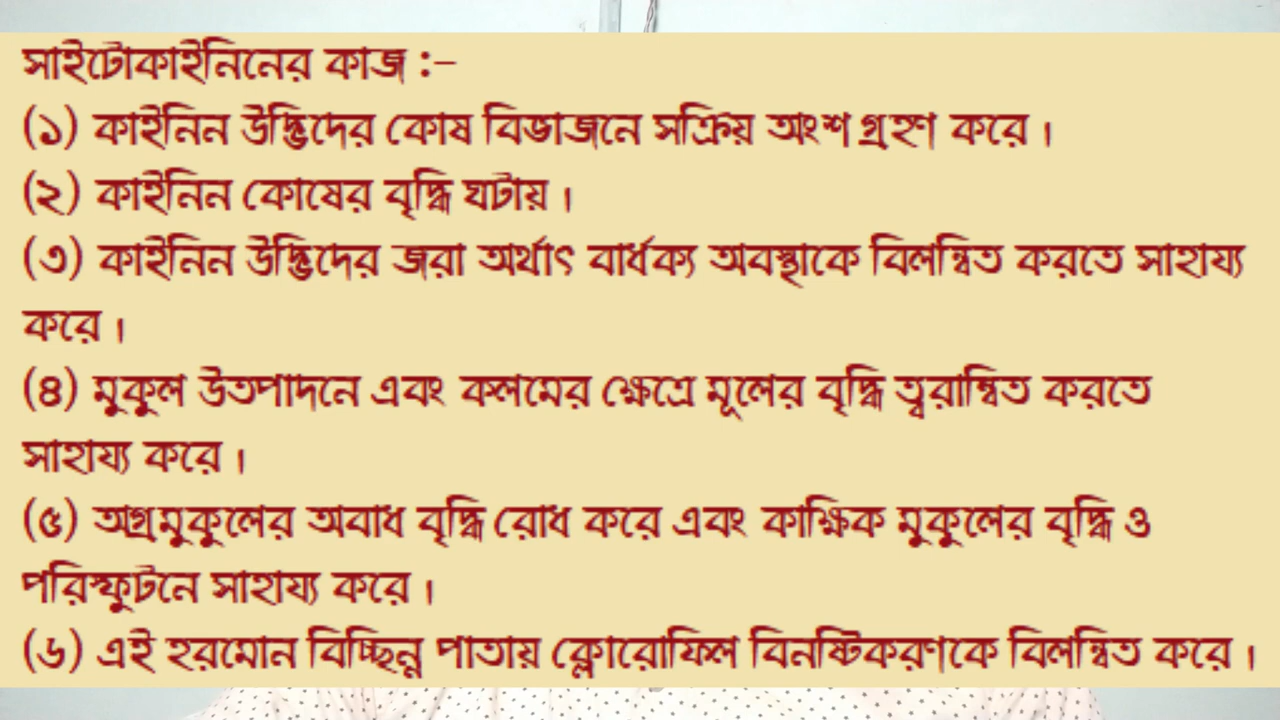 সাইটোকাইনিনের কাজ :-
(১) কাইনিন উদ্ভিদের কোষ বিভাজনে সক্রিয় অংশ গ্রহণ করে ।
(২) কাইনিন কোষের বৃদ্ধি ঘটায় ।
(৩) কাইনিন উদ্ভিদের জরা অর্থাৎ বার্ধক্য অবস্থাকে বিলম্বিত করতে সাহায্য
করে ।
(৪) মুকুল উতপাদনে এবং কলমের ক্ষেত্রে মূলের বৃদ্ধি ত্বরান্বিত করতে
সাহায্য করে ।
(৫) অগ্রমুকুলের অবাধ বৃদ্ধি রোধ করে এবং কাক্ষিক মুকুলের বৃদ্ধি ও
পরিস্ফুটনে সাহায্য করে ।
(৬) এই হরমোন বিচ্ছিন্ন পাতায় ক্লোরোফিল বিনষ্টিকরণকে বিলম্বিত করে ।